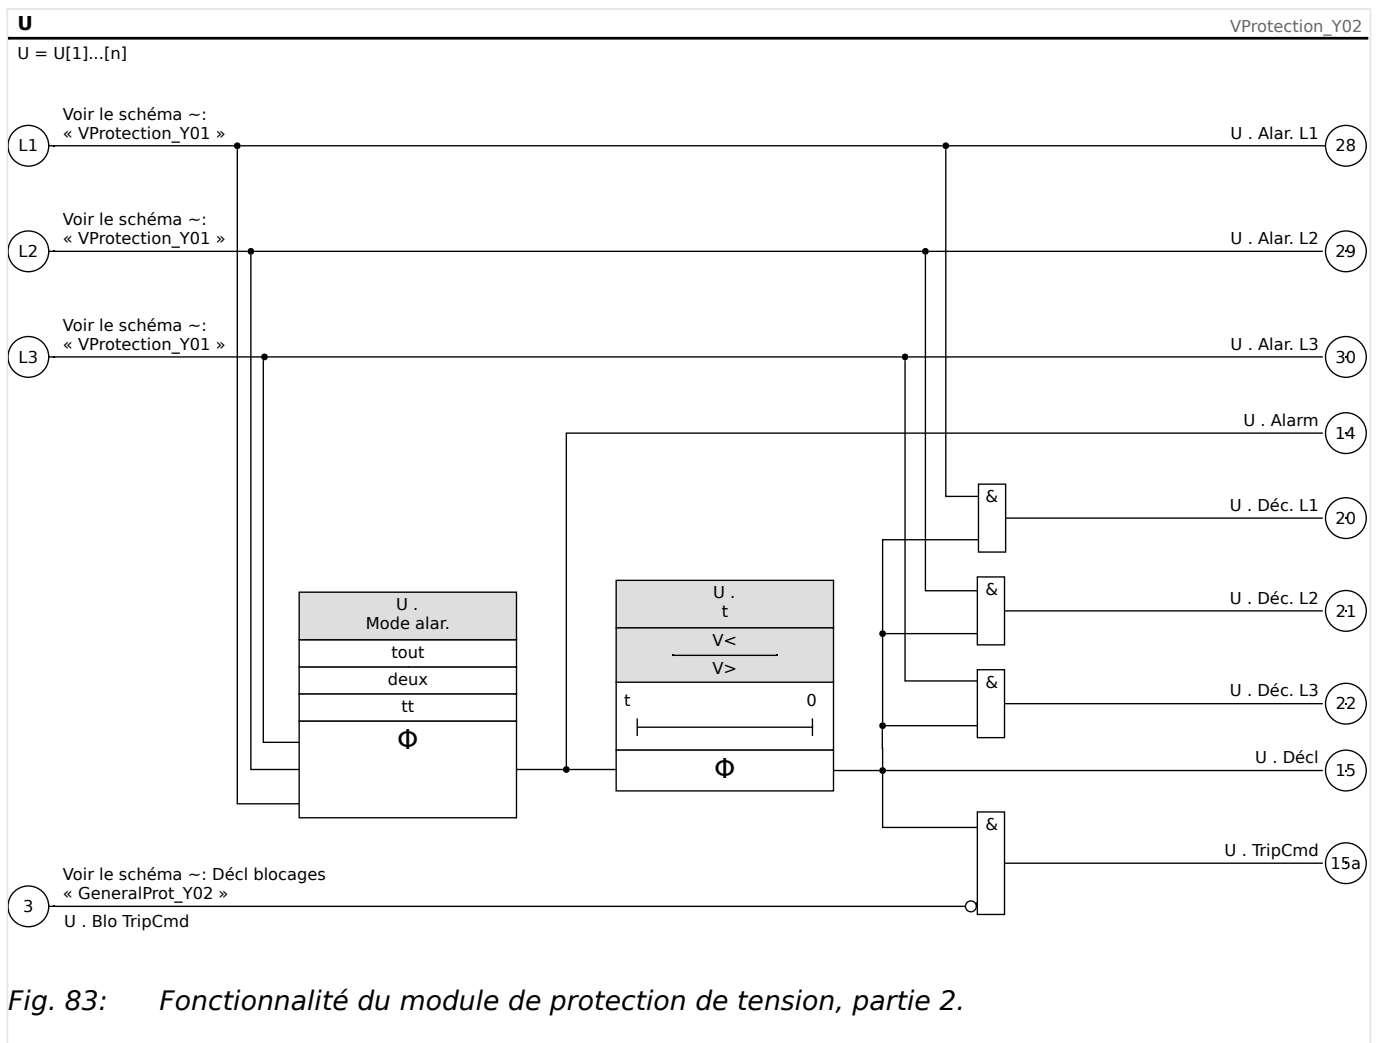 U
VProtection_Y02
U = U[1]...[n]
Voir le schéma ~:
« VProtection_Y01 »
L1
U . Alar. L1
28
Voir le schéma ~:
« VProtection_Y01 »
L2
U . Alar. L2
29
Voir le schéma ~:
« VProtection_Y01 »
L3
U . Alar. L3
30
U . Alarm
14
&
U . Déc. L1
20
&
U . Déc. L2
21
&
U . Déc. L3
22
U .
Mode alar.
tout
deux
tt
Φ
U .
t
V<
V>
t 0
Φ
U . Décl
15
&
U . TripCmd
15a
Voir le schéma ~: Décl blocages
« GeneralProt_Y02 »
3
U . Blo TripCmd
Fig. 83: Fonctionnalité du module de protection de tension, partie 2.